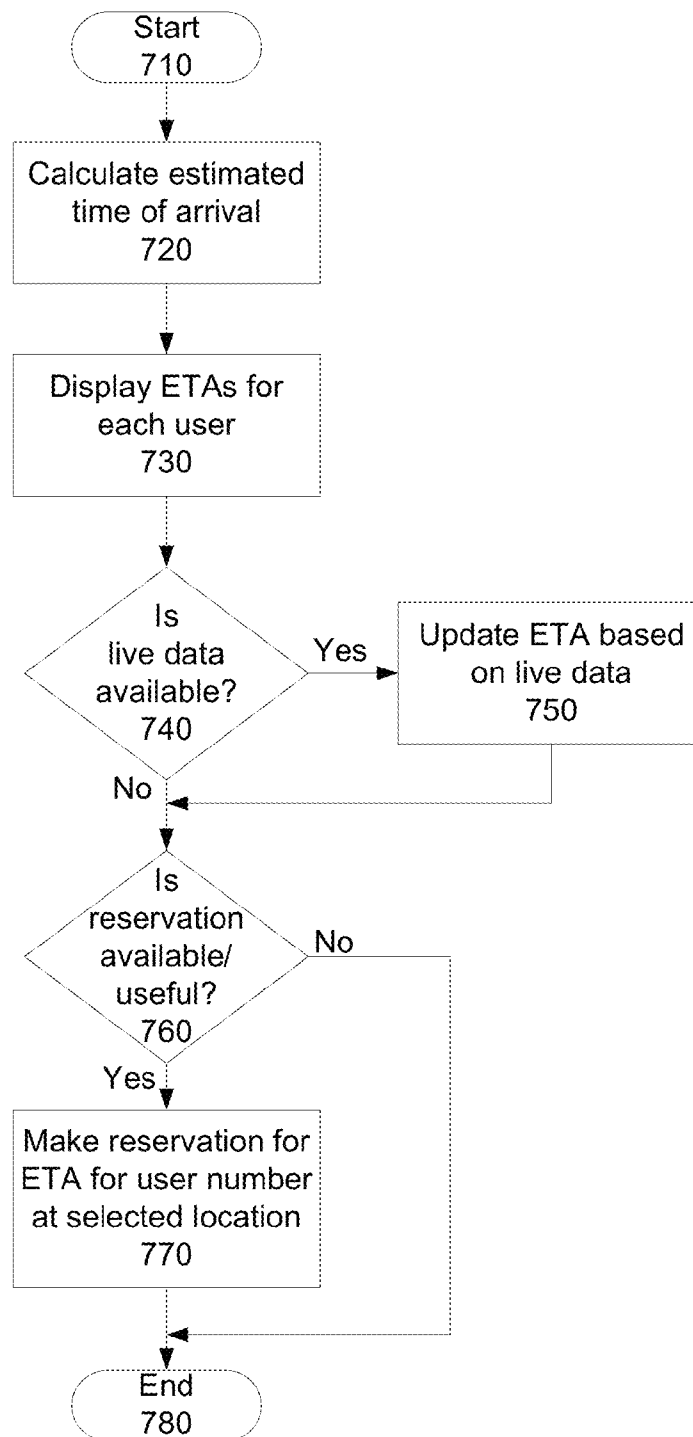 Start
710
Calculate estimated
time of arrival
720
Display ETAs for
each user
730
Is
live data
available?
740
Yes
Update ETA based
on live data
750
No
Is
reservation
available/
useful?
760
No
Yes
Make reservation for
ETA for user number
at selected location
770
End
780